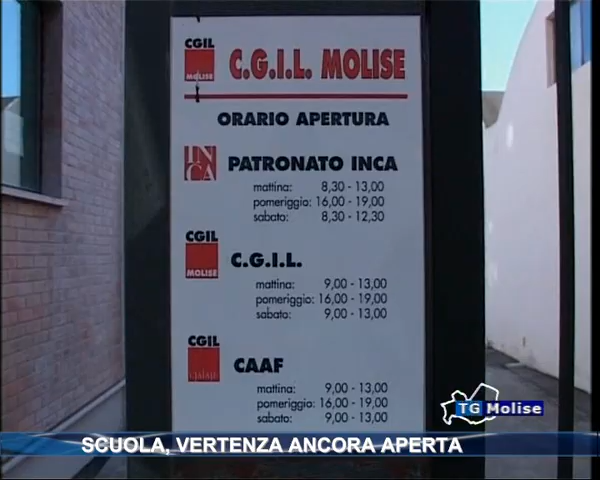 CGIL
MOLISE
C.G.I.L. MOLISE
ORARIO APERTURA
INCA
PATRONATO INCA
mattina: 8,30 - 13,00
pomeriggio: 16,00 - 19,00
sabato: 8,30 - 12,30
CGIL
MOLISE
C.G.I.L.
mattina: 9,00 - 13,00
pomeriggio: 16,00 - 19,00
sabato: 9,00 - 13,00
CGIL
CAAF
mattina: 9,00 - 13,00
pomeriggio: 16,00 - 19,00
sabato: 9,00 - 13,00
TG Molise
SCUOLA, VERTENZA ANCORA APERTA